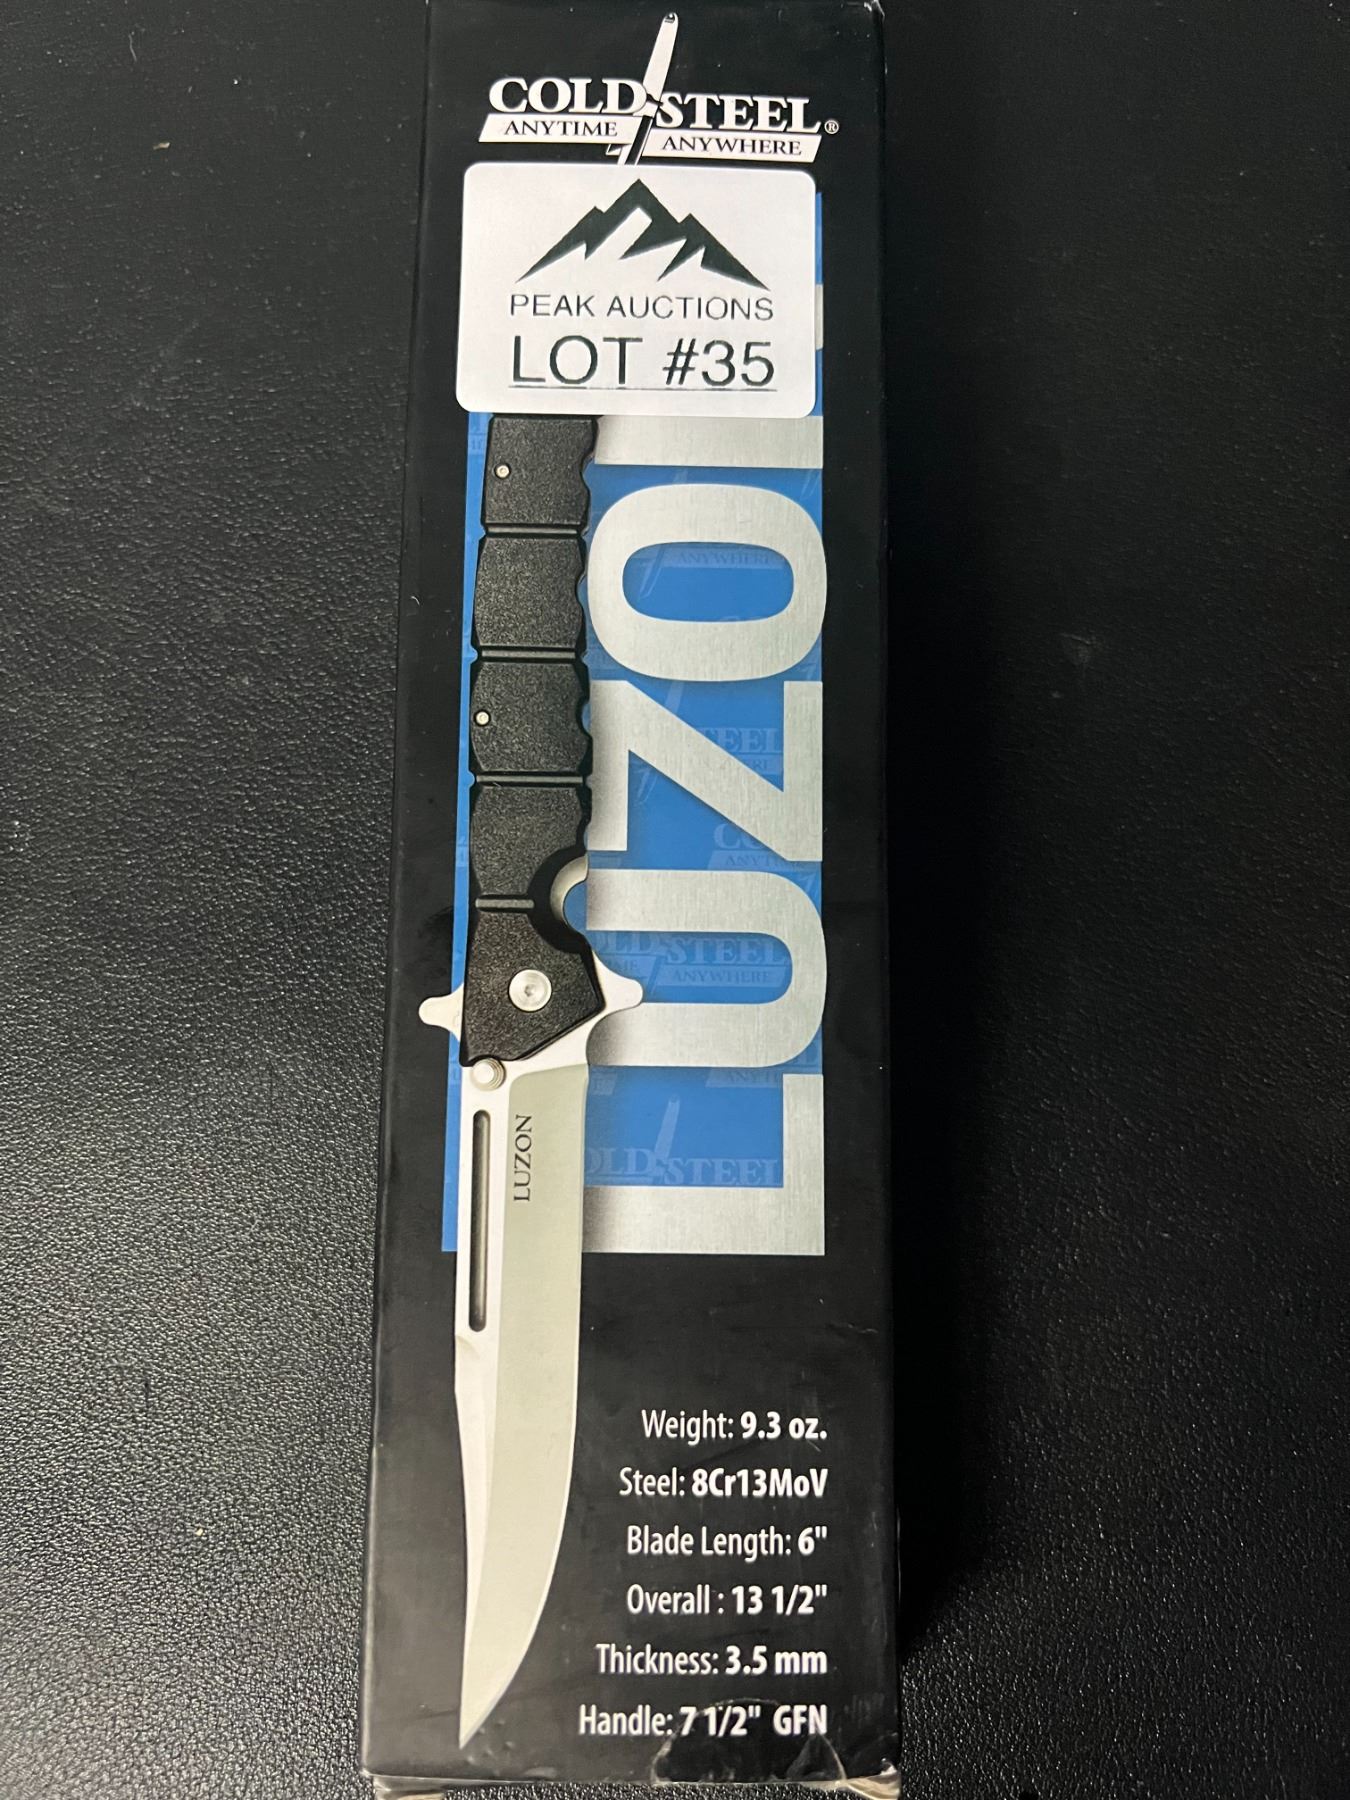 COLD STEEL®
ANYTIME ANYWHERE
PEAK AUCTIONS
LOT #35
LUZON
LUZON
Weight: 9.3 oz.
Steel: 8Cr13MoV
Blade Length: 6"
Overall : 13 1/2"
Thickness: 3.5 mm
Handle: 7 1/2" GFN